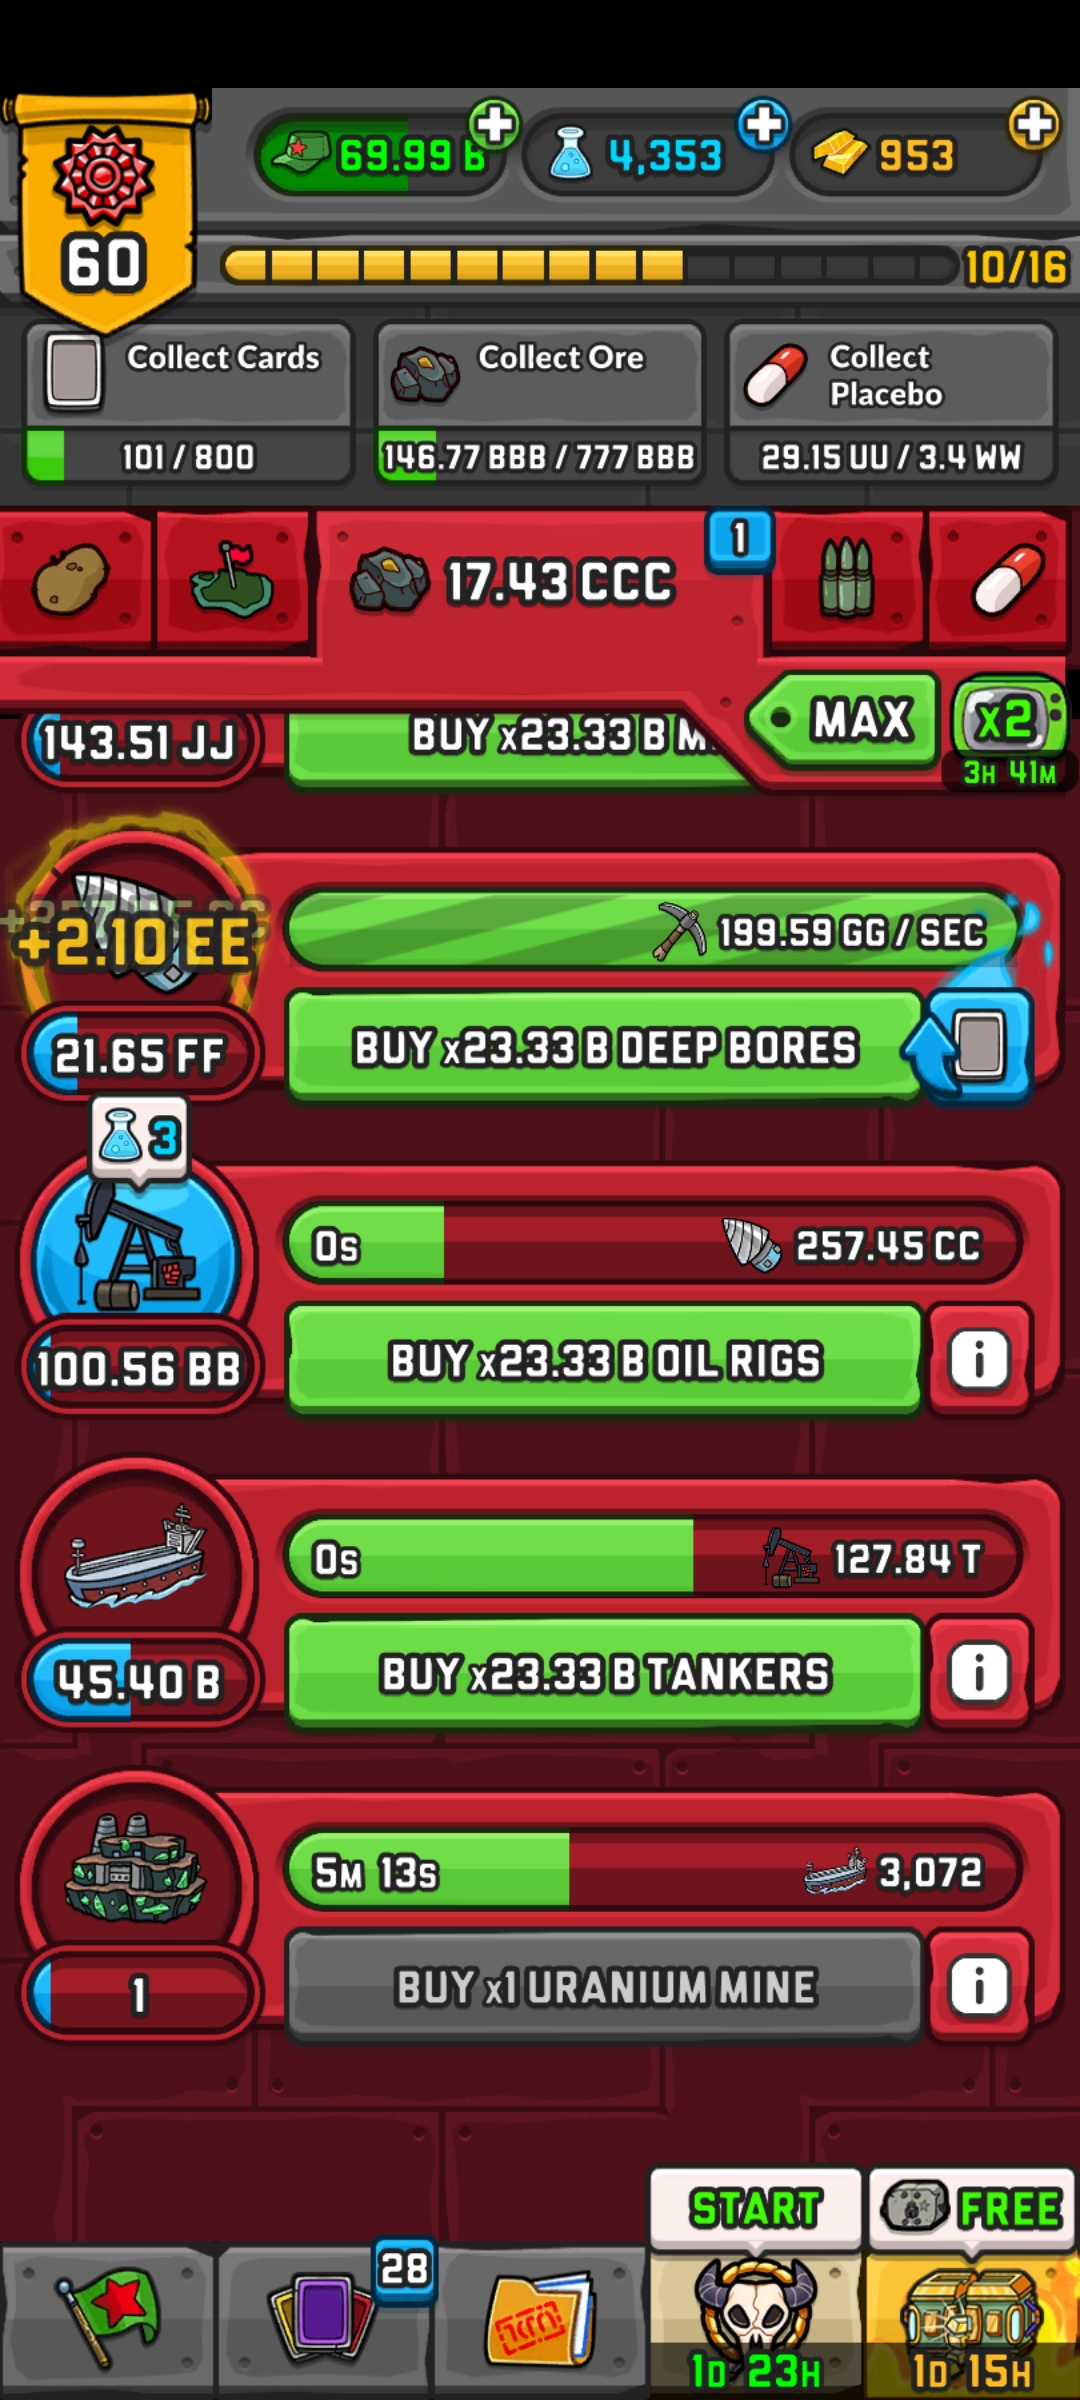 60
69.99 B
4,353
953
10/16
Collect Cards
101 / 800
Collect Ore
146.77 BBB / 777 BBB
Collect
Placebo
29.15 UU / 3.4 WW
17.43 CCC
1
MAX
x2
3H 41M
143.51 JJ
BUY x23.33 B
+2.10 EE
199.59 GG / SEC
21.65 FF
BUY x23.33 B DEEP BORES
3
0s
257.45 CC
100.56 BB
BUY x23.33 B OIL RIGS
i
0s
127.84 T
45.40 B
BUY x23.33 B TANKERS
i
5M 13s
3,072
1
BUY x1 URANIUM MINE
i
START
FREE
28
1D 23H
1D 15H